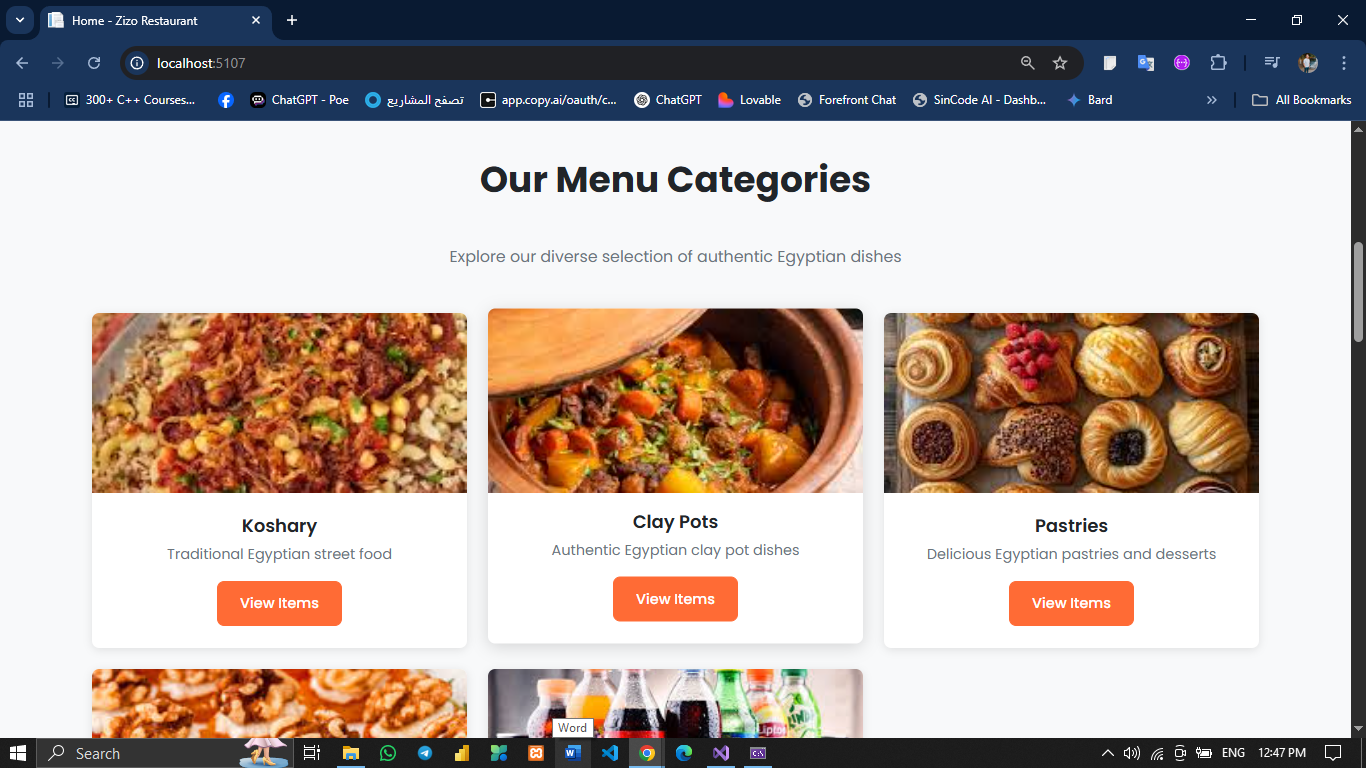 Home - Zizo Restaurant
localhost:5107
300+ C++ Courses...
ChatGPT - Poe
تصفح المشاريع
app.copy.ai/oauth/c...
ChatGPT
Lovable
Forefront Chat
SinCode AI - Dashb...
Bard
All Bookmarks
Our Menu Categories
Explore our diverse selection of authentic Egyptian dishes
Koshary
Traditional Egyptian street food
View Items
Clay Pots
Authentic Egyptian clay pot dishes
View Items
Pastries
Delicious Egyptian pastries and desserts
View Items
Lipton
Word
Search
ENG
12:47 PM